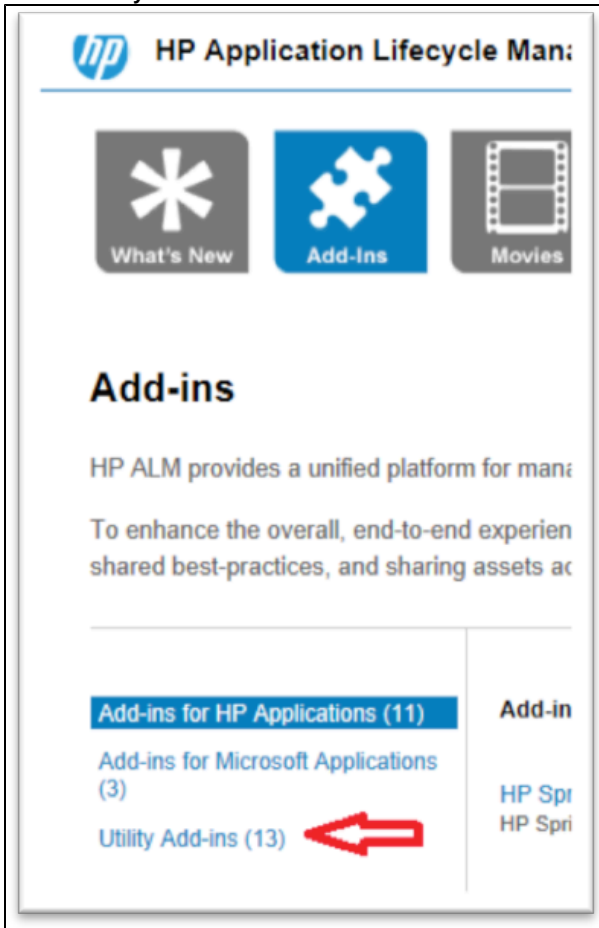 hp HP Application Lifecycle Mana
What's New
Add-Ins
Movies
Add-ins
HP ALM provides a unified platform for mana
To enhance the overall, end-to-end experien
shared best-practices, and sharing assets ac
Add-ins for HP Applications (11)
Add-ins for Microsoft Applications
(3)
Utility Add-ins (13)
Add-in
HP Spr
HP Spri